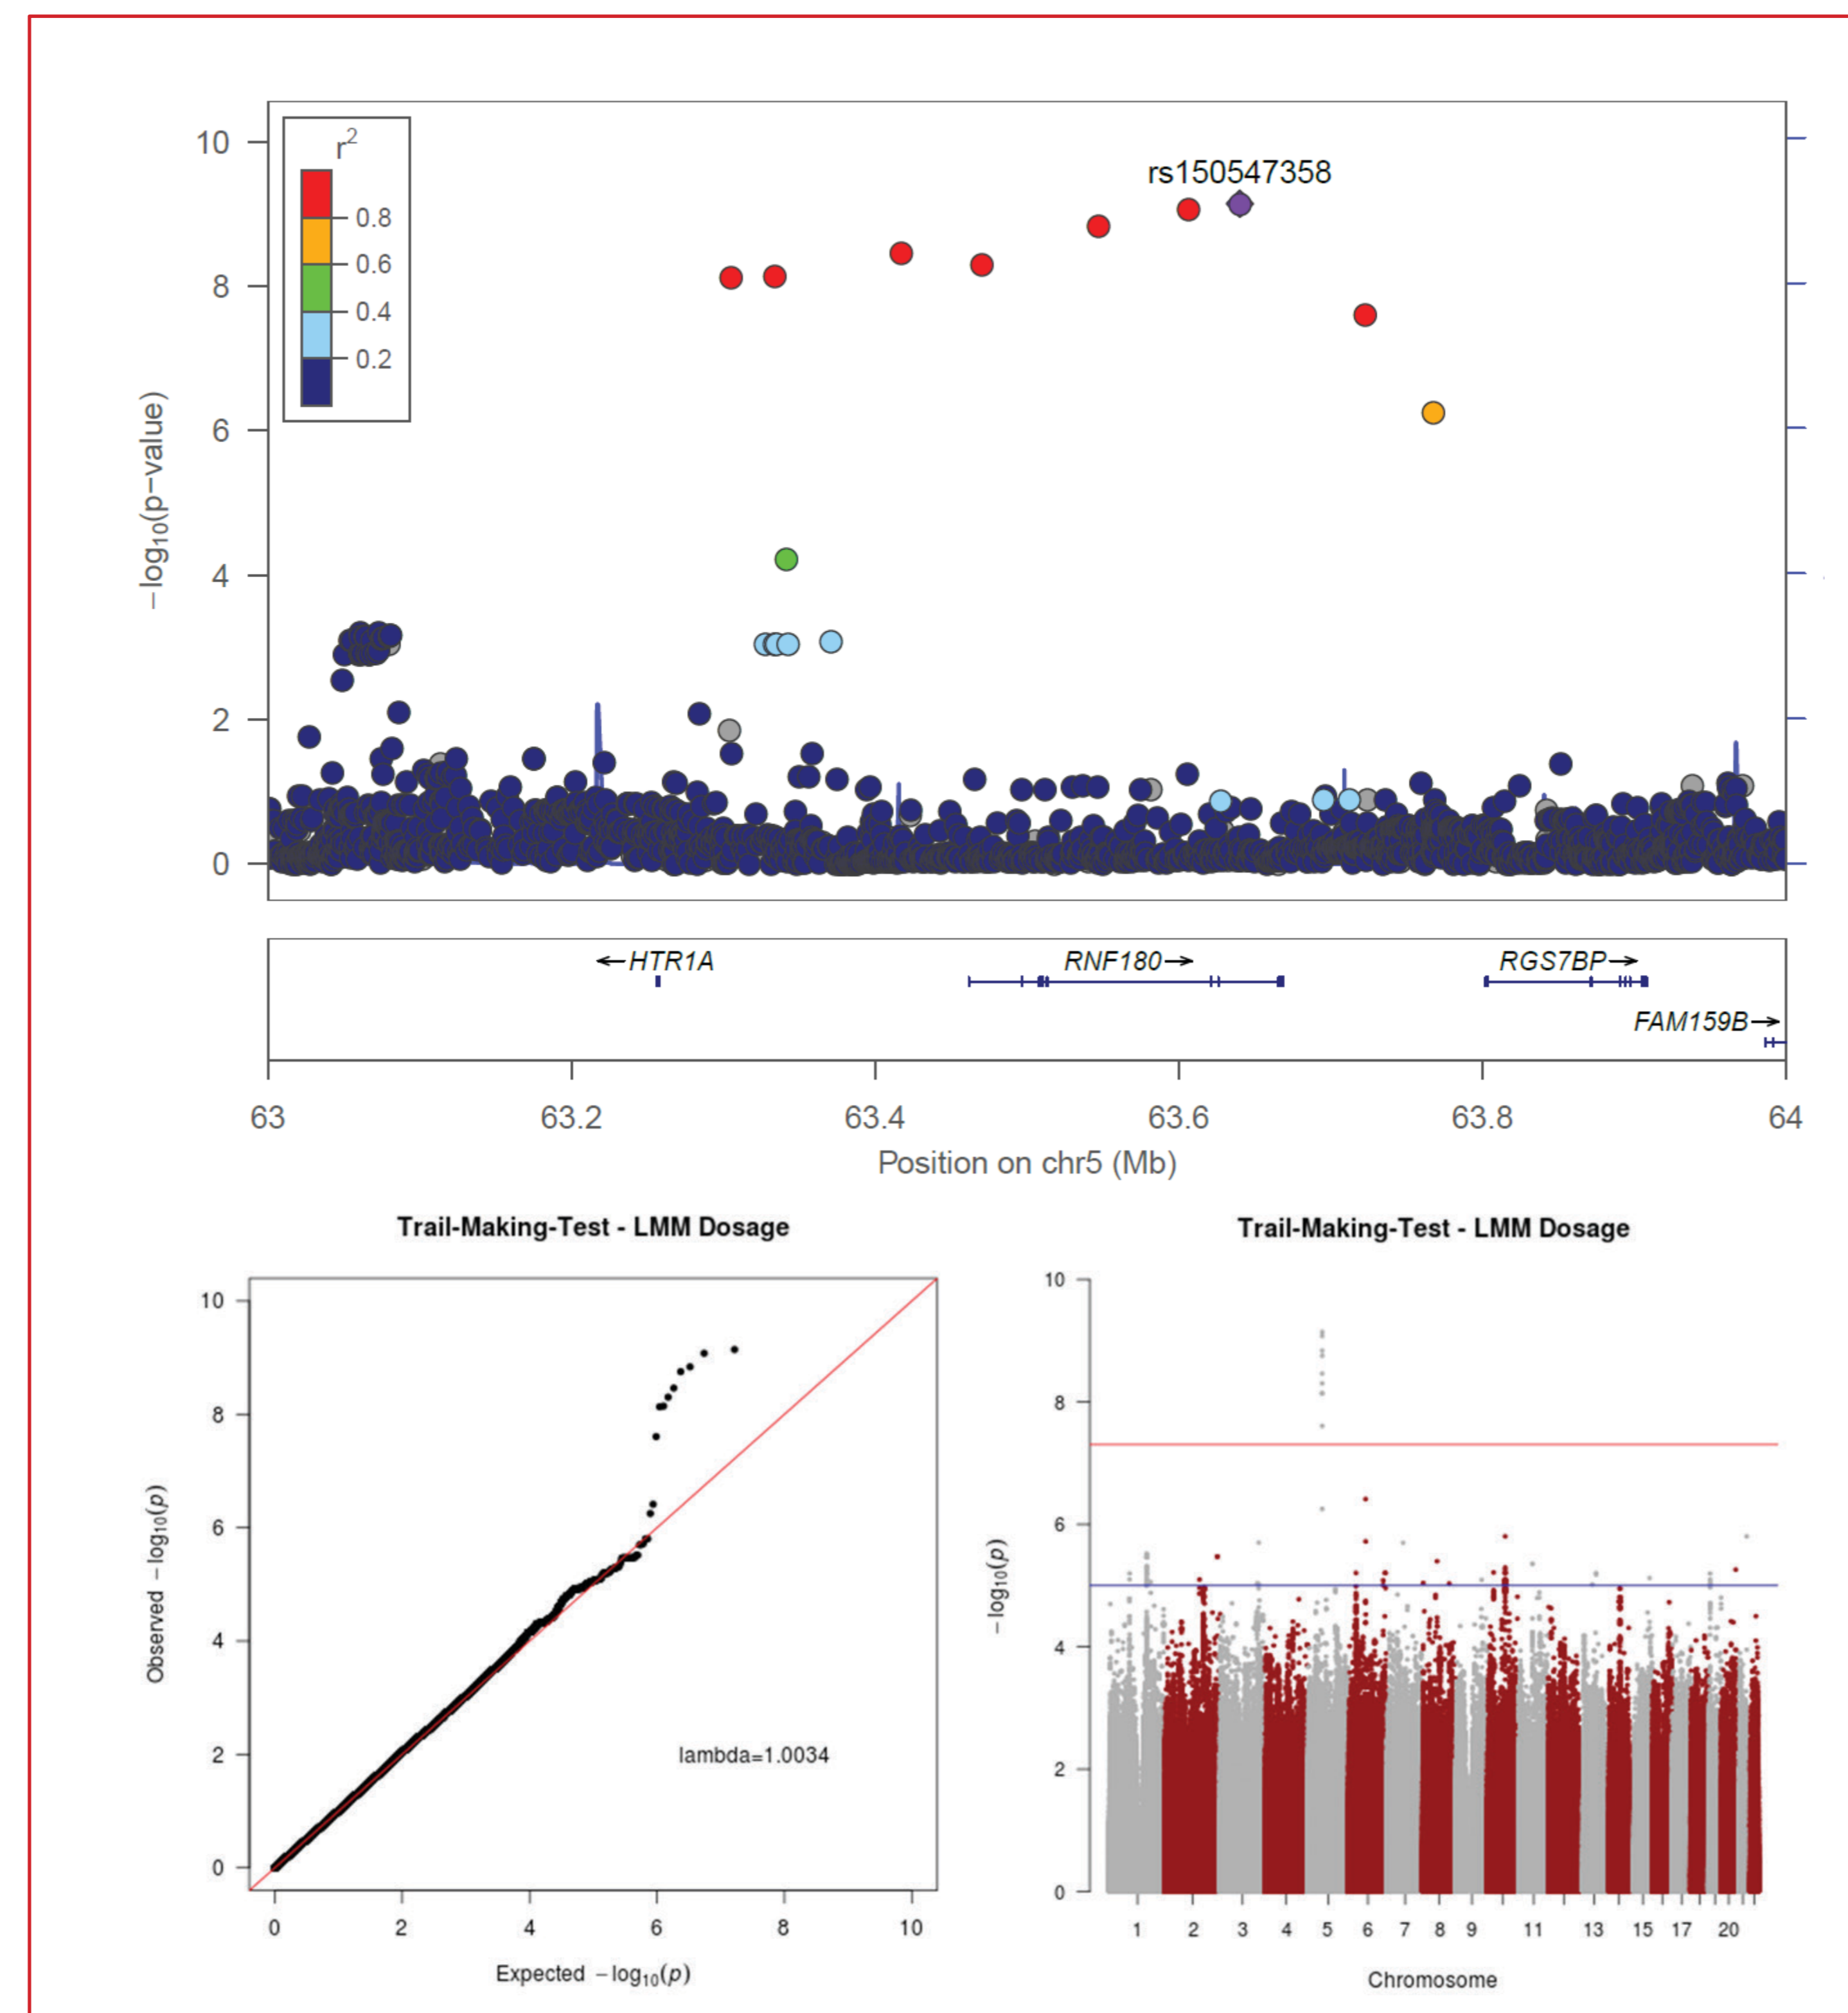 r2
0.8
0.6
0.4
0.2
rs150547358
10
8
6
4
2
0
−log10(p−value)
←HTR1A
RNF180→
RGS7BP→
FAM159B→
63 63.2 63.4 63.6 63.8 64
Position on chr5 (Mb)
Trail-Making-Test - LMM Dosage
10
8
6
4
2
0
Observed −log10(p)
lambda=1.0034
0 2 4 6 8 10
Expected −log10(p)
Trail-Making-Test - LMM Dosage
10
8
6
4
2
0
−log10(p)
1 2 3 4 5 6 7 8 9 11 13 15 17 20
Chromosome